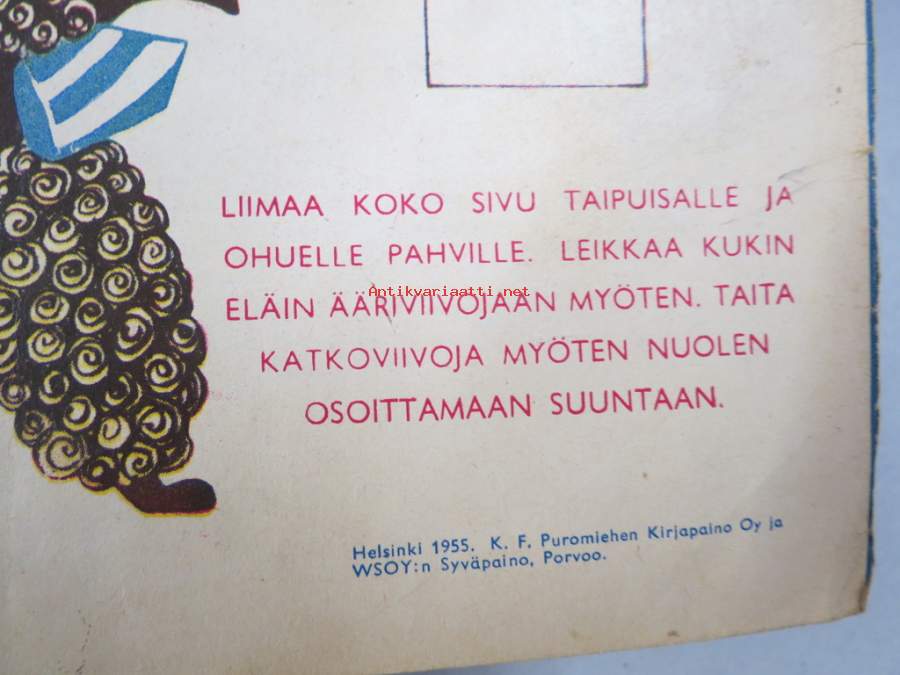 LIIMAA KOKO SIVU TAIPUISALLE JA
OHUELLE PAHVILLE. LEIKKAA KUKIN
Antikvariaatti.net
ELÄIN ÄÄRIVIIVOJAAN MYÖTEN. TAITA
KATKOVIIVOJA MYÖTEN NUOLEN
OSOITTAMAAN SUUNTAAN.
Helsinki 1955. K. F. Puromiehen Kirjapaino Oy ja
WSOY:n Syväpaino, Porvoo.